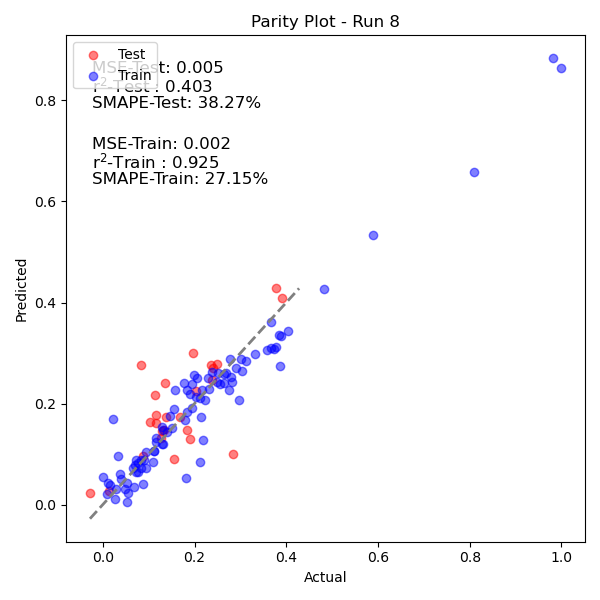 Parity Plot - Run 8
Test
Train
MSE-Test: 0.005
r²-Test : 0.403
SMAPE-Test: 38.27%
MSE-Train: 0.002
r²-Train : 0.925
SMAPE-Train: 27.15%
Predicted
0.8
0.6
0.4
0.2
0.0
0.0 0.2 0.4 0.6 0.8 1.0
Actual